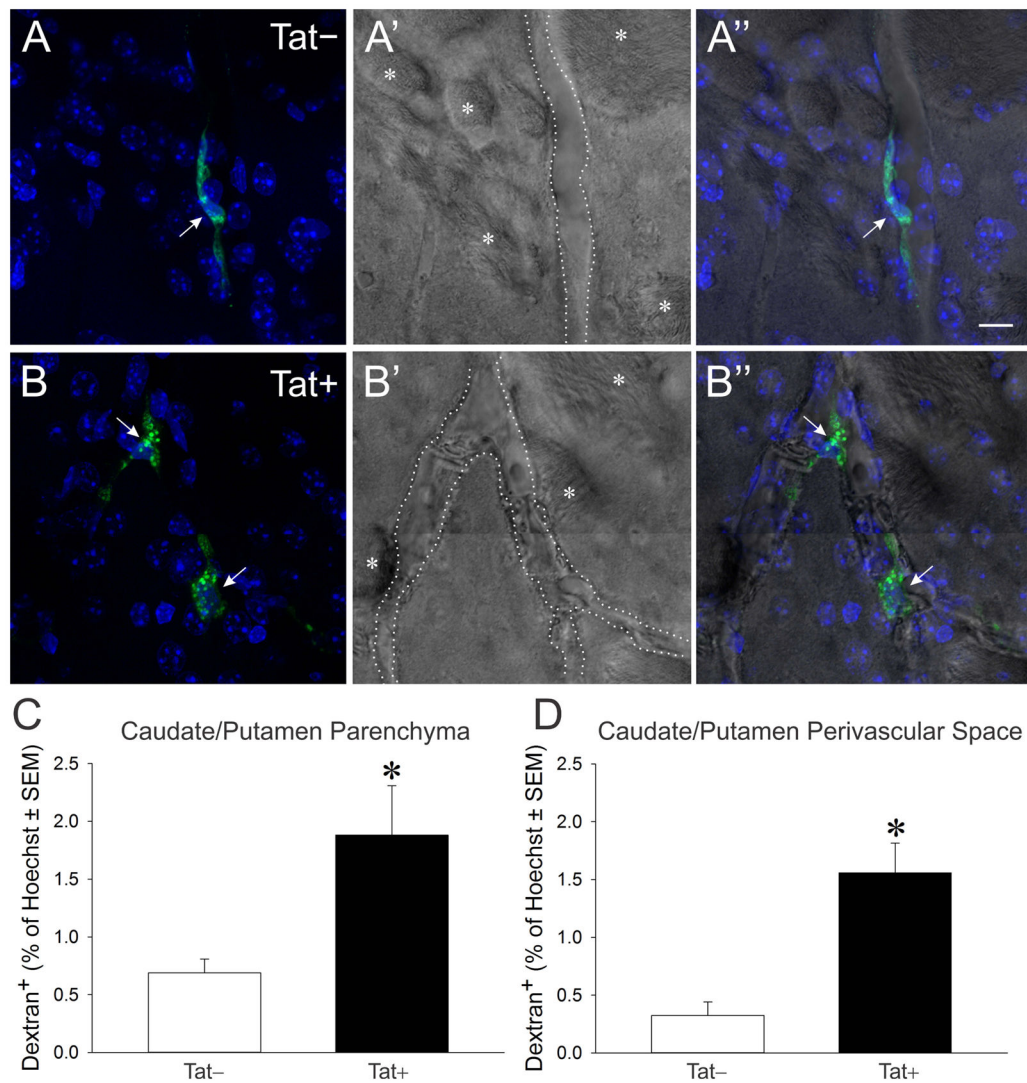 A Tat− A' * * * * * A''
B Tat+ B' * * * B''
C
Caudate/Putamen Parenchyma
Dextran⁺ (% of Hoechst ± SEM)
2.5
2.0
1.5
1.0
0.5
0.0
*
Tat− Tat+
D
Caudate/Putamen Perivascular Space
Dextran⁺ (% of Hoechst ± SEM)
2.5
2.0
1.5
1.0
0.5
0.0
*
Tat− Tat+